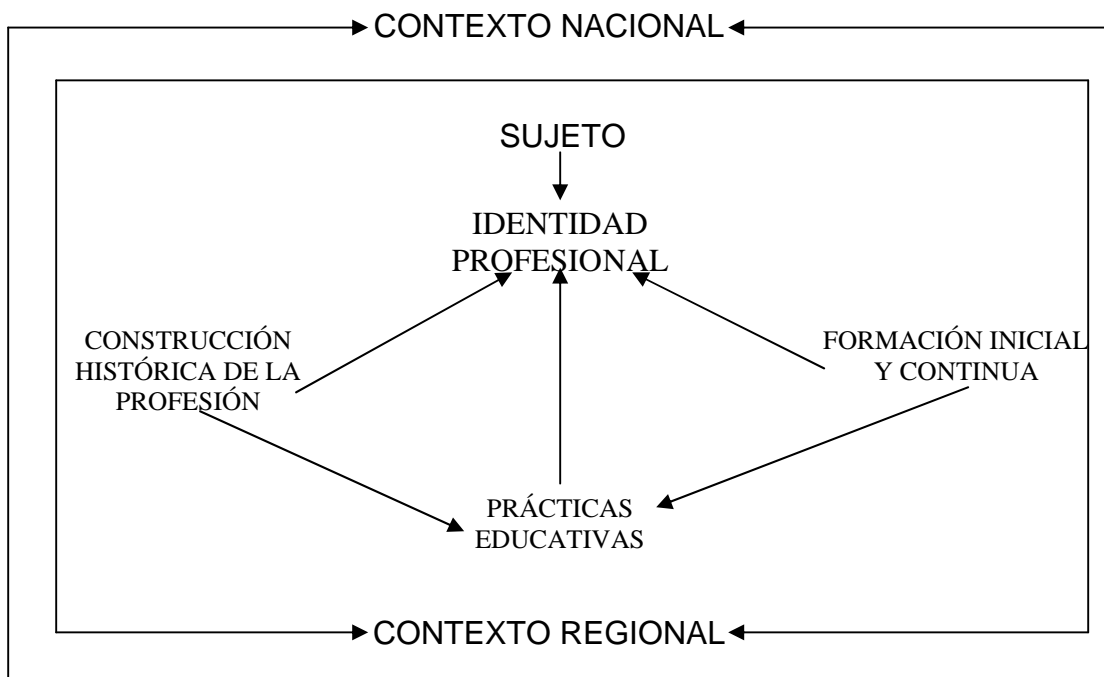 CONTEXTO NACIONAL
SUJETO
IDENTIDAD
PROFESIONAL
CONSTRUCCIÓN
HISTÓRICA DE LA
PROFESIÓN
FORMACIÓN INICIAL
Y CONTINUA
PRÁCTICAS
EDUCATIVAS
CONTEXTO REGIONAL